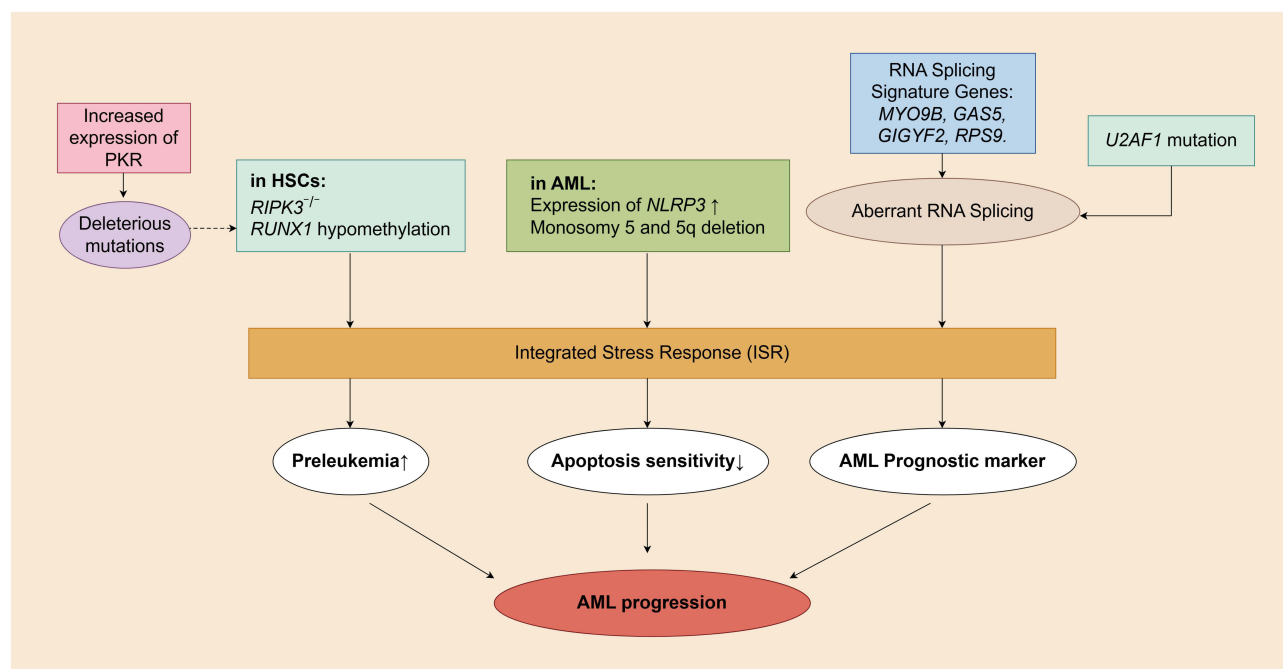 Increased
expression of
PKR
Deleterious
mutations
in HSCs:
RIPK3⁻/⁻
RUNX1 hypomethylation
in AML:
Expression of NLRP3 ↑
Monosomy 5 and 5q deletion
RNA Splicing
Signature Genes:
MYO9B, GAS5,
GIGYF2, RPS9.
U2AF1 mutation
Aberrant RNA Splicing
Integrated Stress Response (ISR)
Preleukemia↑
Apoptosis sensitivity↓
AML Prognostic marker
AML progression